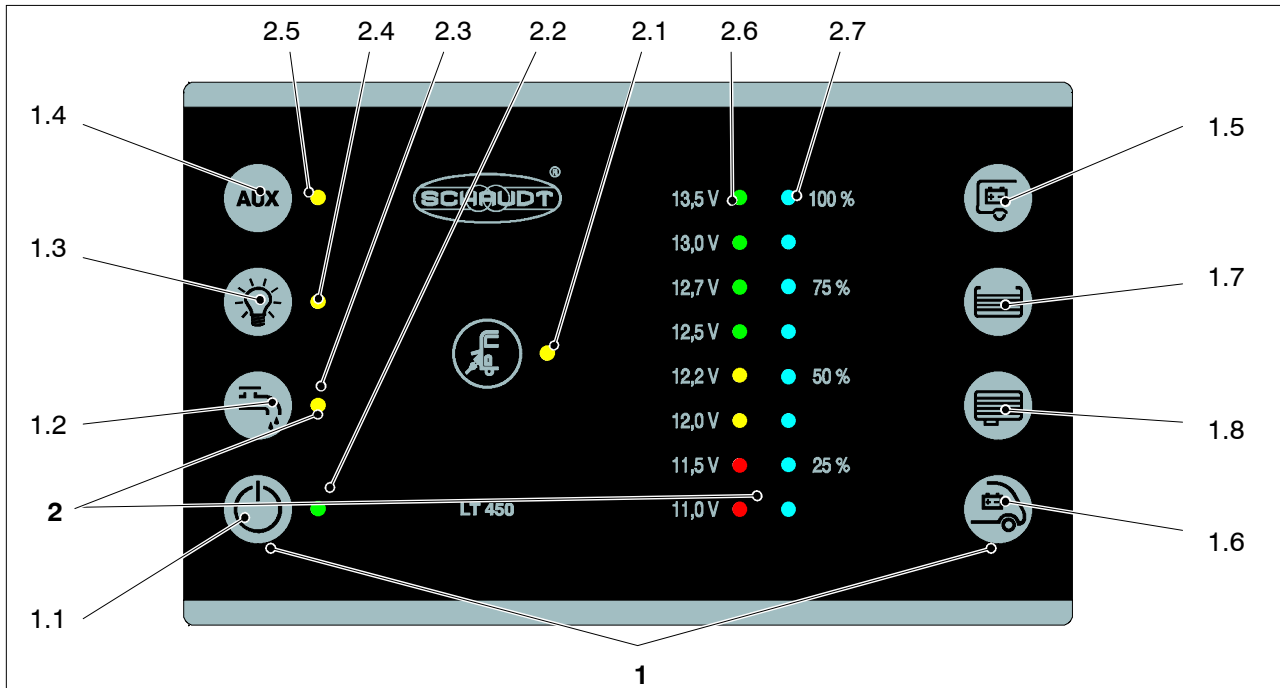 2.5 2.4 2.3 2.2 2.1 2.6 2.7
1.4
1.5
AUX
SCHAUDT
®
13,5 V 100 %
1.3
13,0 V
1.7
12,7 V 75 %
12,5 V
12,2 V 50 %
1.2
12,0 V
1.8
11,5 V 25 %
2
LT 450
11,0 V
1.6
1.1
1